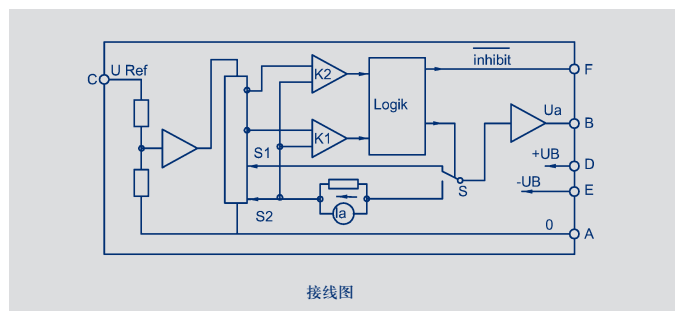 inhibit
C
U Ref
K2
F
Logik
Ua
B
K1
S1
+UB
D
S
-UB
E
Ia
S2
0
A
接线图